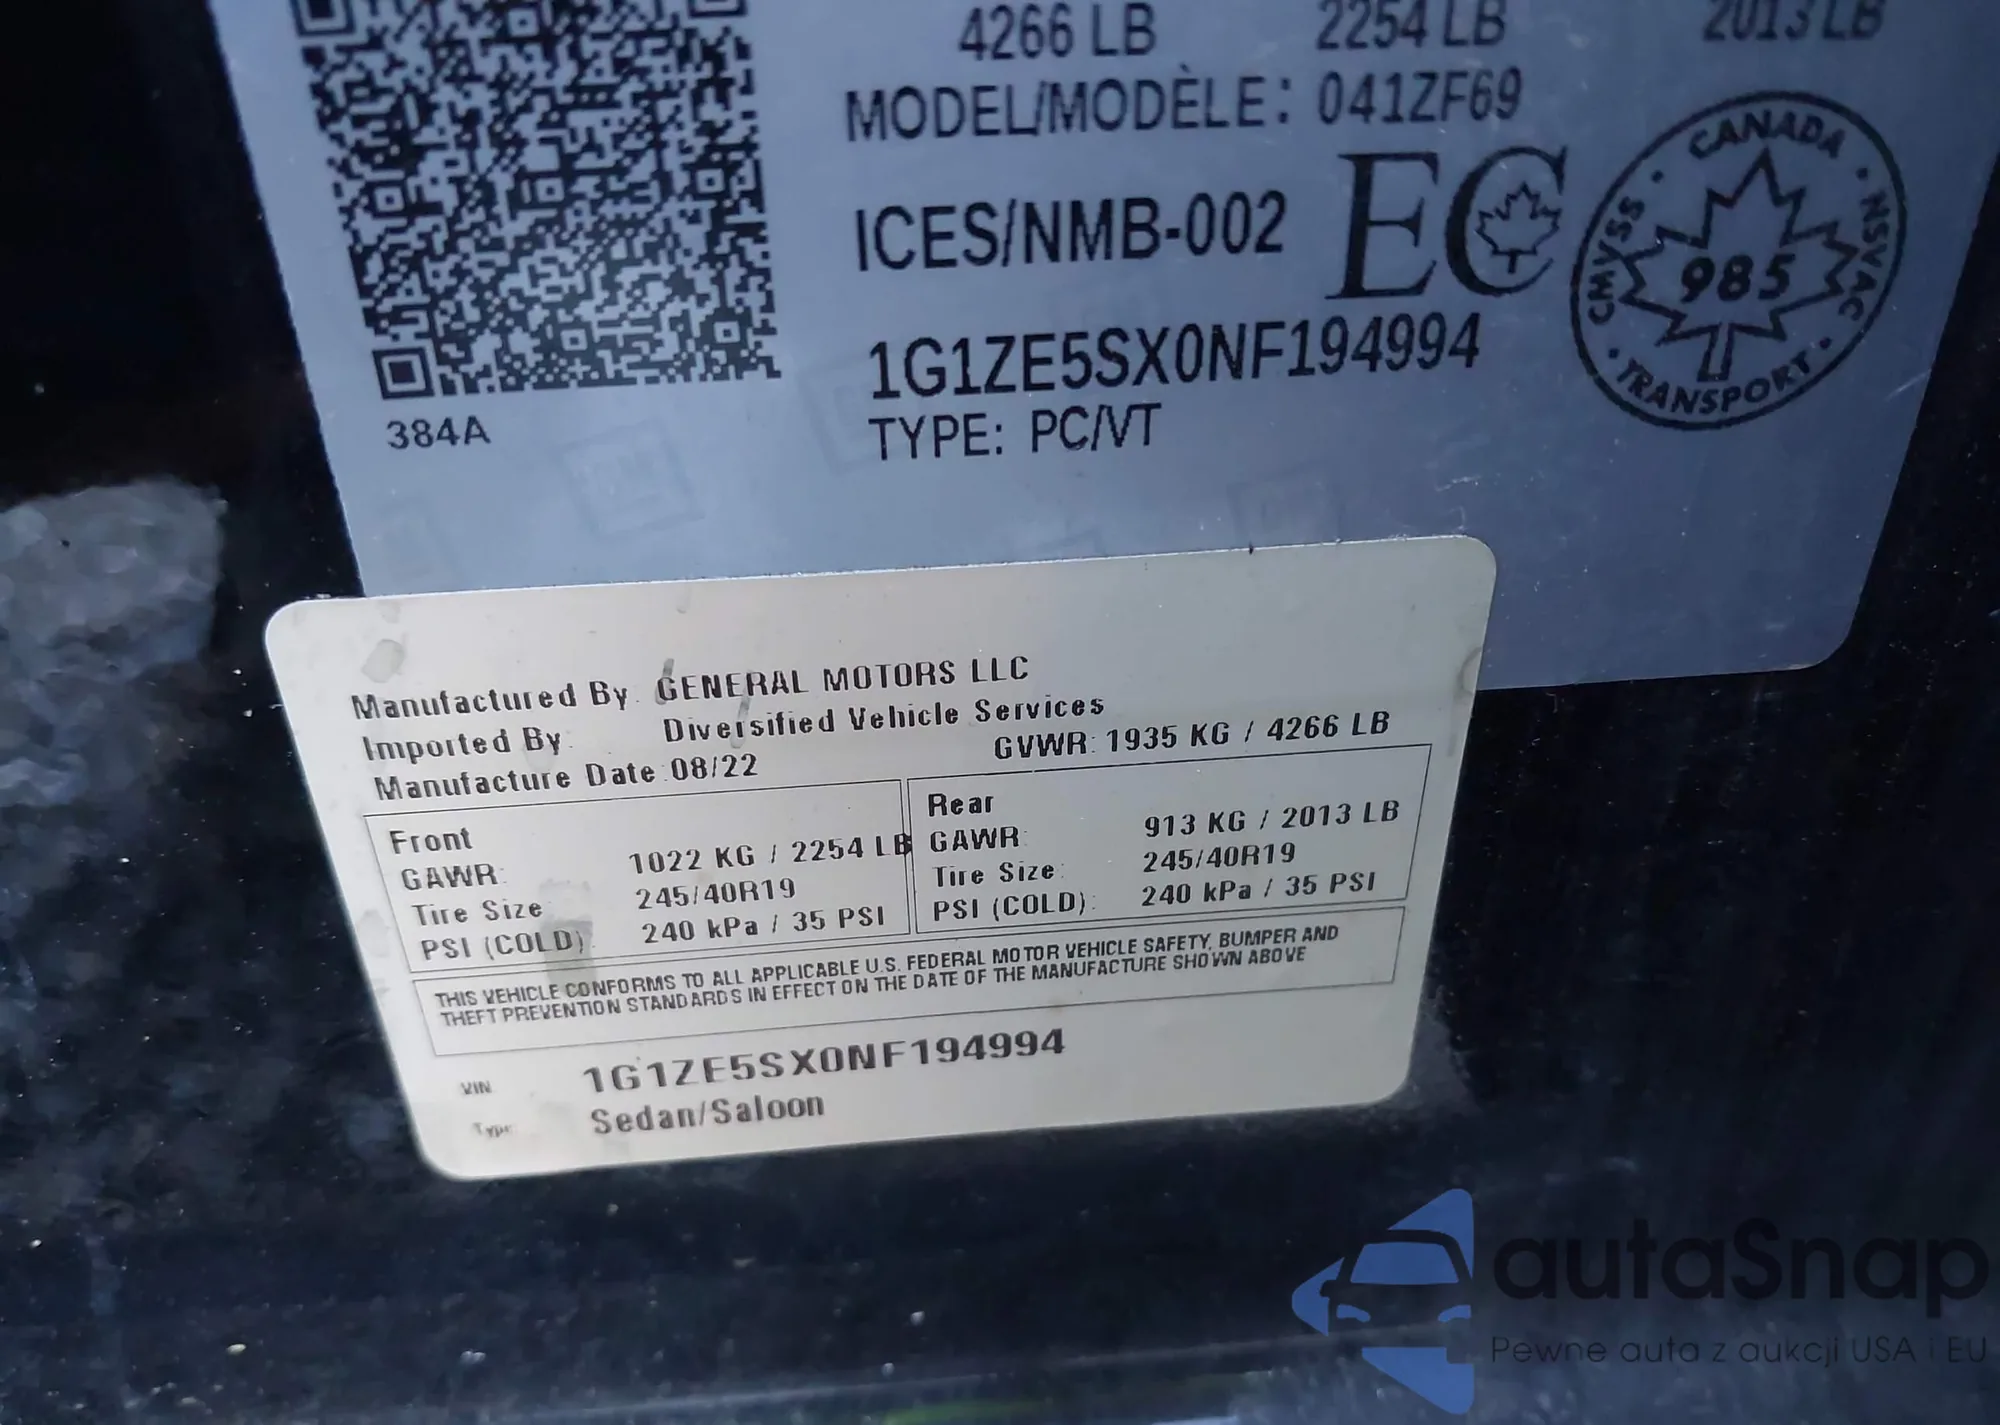 4266 LB 2254 LB 2013 LB
MODEL/MODÈLE: 041ZF69
ICES/NMB-002 EC
CANADA
CMVSS NSVAC
985
TRANSPORT
1G1ZE5SX0NF194994
384A
TYPE: PC/VT
Manufactured By: GENERAL MOTORS LLC
Imported By: Diversified Vehicle Services
Manufacture Date:08/22 GVWR: 1935 KG / 4266 LB
Front
GAWR: 1022 KG / 2254 LB
Tire Size: 245/40R19
PSI (COLD): 240 kPa / 35 PSI
Rear
GAWR: 913 KG / 2013 LB
Tire Size: 245/40R19
PSI (COLD): 240 kPa / 35 PSI
THIS VEHICLE CONFORMS TO ALL APPLICABLE U.S. FEDERAL MOTOR VEHICLE SAFETY, BUMPER AND
THEFT PREVENTION STANDARDS IN EFFECT ON THE DATE OF THE MANUFACTURE SHOWN ABOVE
VIN 1G1ZE5SX0NF194994
Type: Sedan/Saloon
autaSnap
Pewne auta z aukcji USA i EU